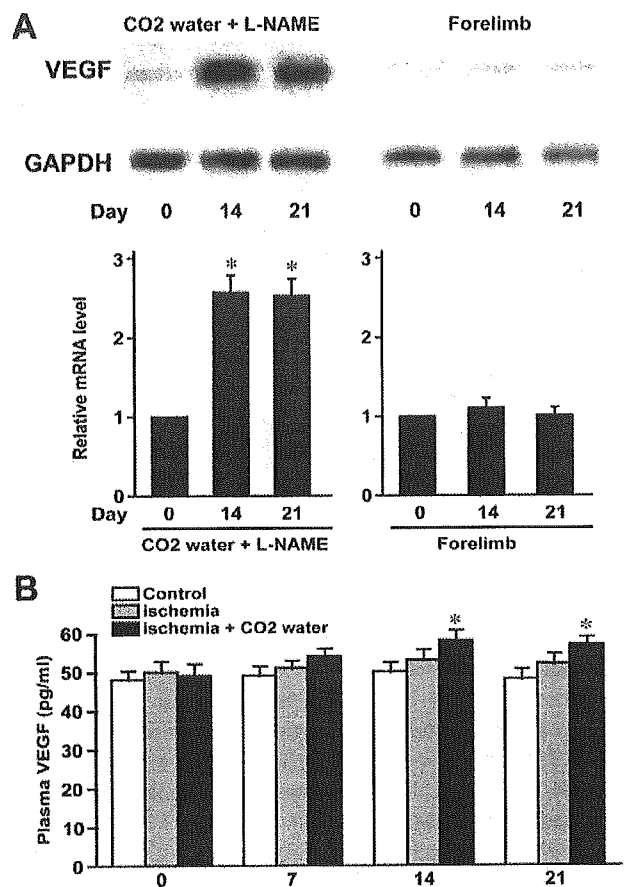 A
CO2 water + L-NAME Forelimb
VEGF
GAPDH
Day 0 14 21 0 14 21
Relative mRNA level
3
2
1
0
* *
3
2
1
0
Day 0 14 21 0 14 21
CO2 water + L-NAME Forelimb
B
Control
ischemia
ischemia + CO2 water
Plasma VEGF (pg/ml)
60
50
40
30
20
10
0
* *
0 7 14 21